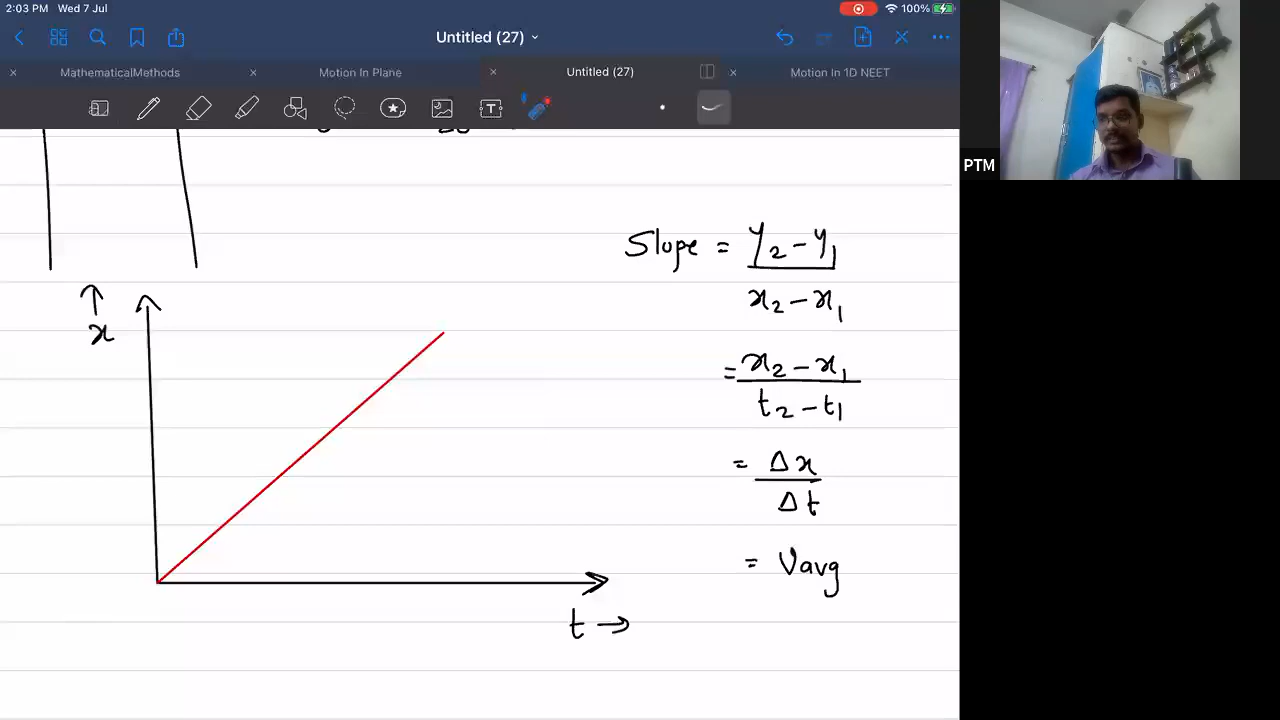 2:03 PM Wed 7 Jul
100%
Untitled (27)
MathematicalMethods
Motion In Plane
Untitled (27)
Motion In 1D NEET
PTM
Slope = y2 - y1
x2 - x1
= x2 - x1
t2 - t1
= Δx
Δt
= Vavg
x
t →